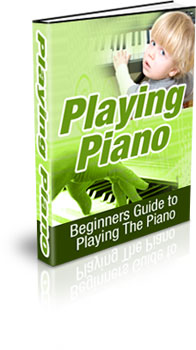 Playing Piano
Playing
Piano
Beginners Guide to
Playing The Piano